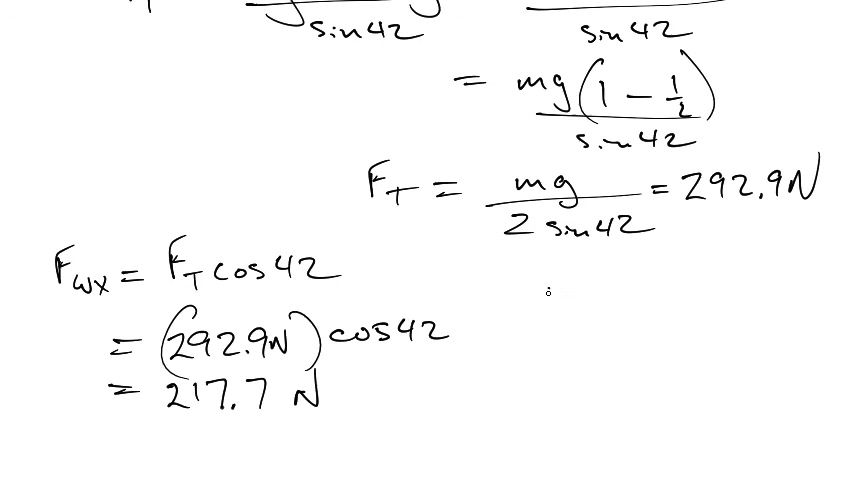 sin42 sin42
= mg(1 - 1/2)
sin42
F_T = mg / 2 sin42 = 292.9N
F_wx = F_T cos42
= (292.9N) cos42
= 217.7 N